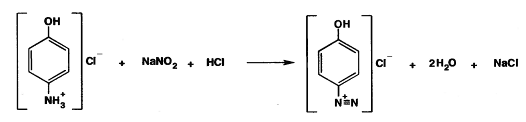 OH
Cl⁻ + NaNO₂ + HCl
NH₃⁺
OH
Cl⁻ + 2H₂O + NaCl
N⁺≡N